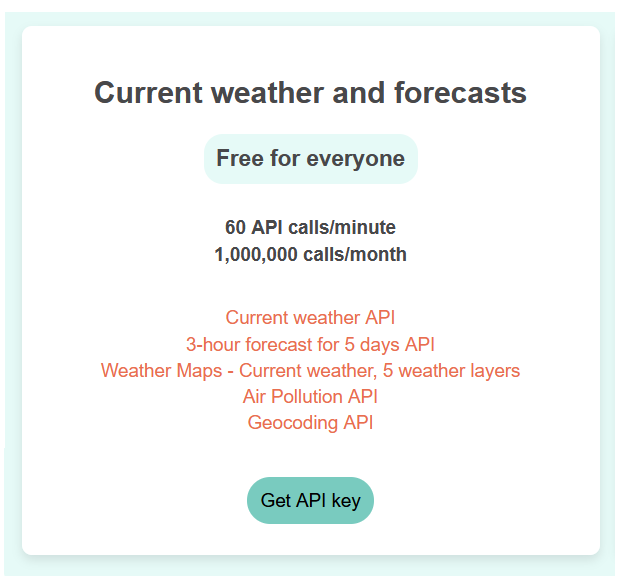 Current weather and forecasts
Free for everyone
60 API calls/minute
1,000,000 calls/month
Current weather API
3-hour forecast for 5 days API
Weather Maps - Current weather, 5 weather layers
Air Pollution API
Geocoding API
Get API key